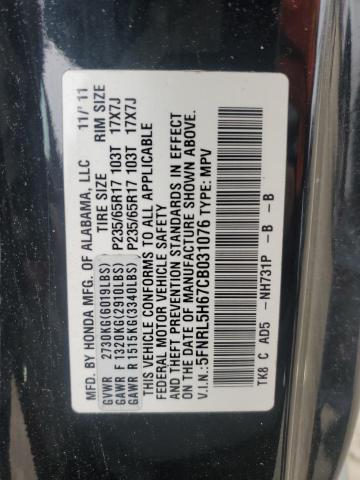 MFD. BY HONDA MFG. OF ALABAMA, LLC 11/'11
TIRE SIZE RIM SIZE
GVWR 2730KG(6019LBS)
GAWR F 1320KG(2910LBS) P235/65R17 103T 17X7J
GAWR R 1515KG(3340LBS) P235/65R17 103T 17X7J
THIS VEHICLE CONFORMS TO ALL APPLICABLE
FEDERAL MOTOR VEHICLE SAFETY
AND THEFT PREVENTION STANDARDS IN EFFECT
ON THE DATE OF MANUFACTURE SHOWN ABOVE.
V.I.N.: 5FNRL5H67CB031076 TYPE: MPV
TK8 C AD5 -NH731P - B - B